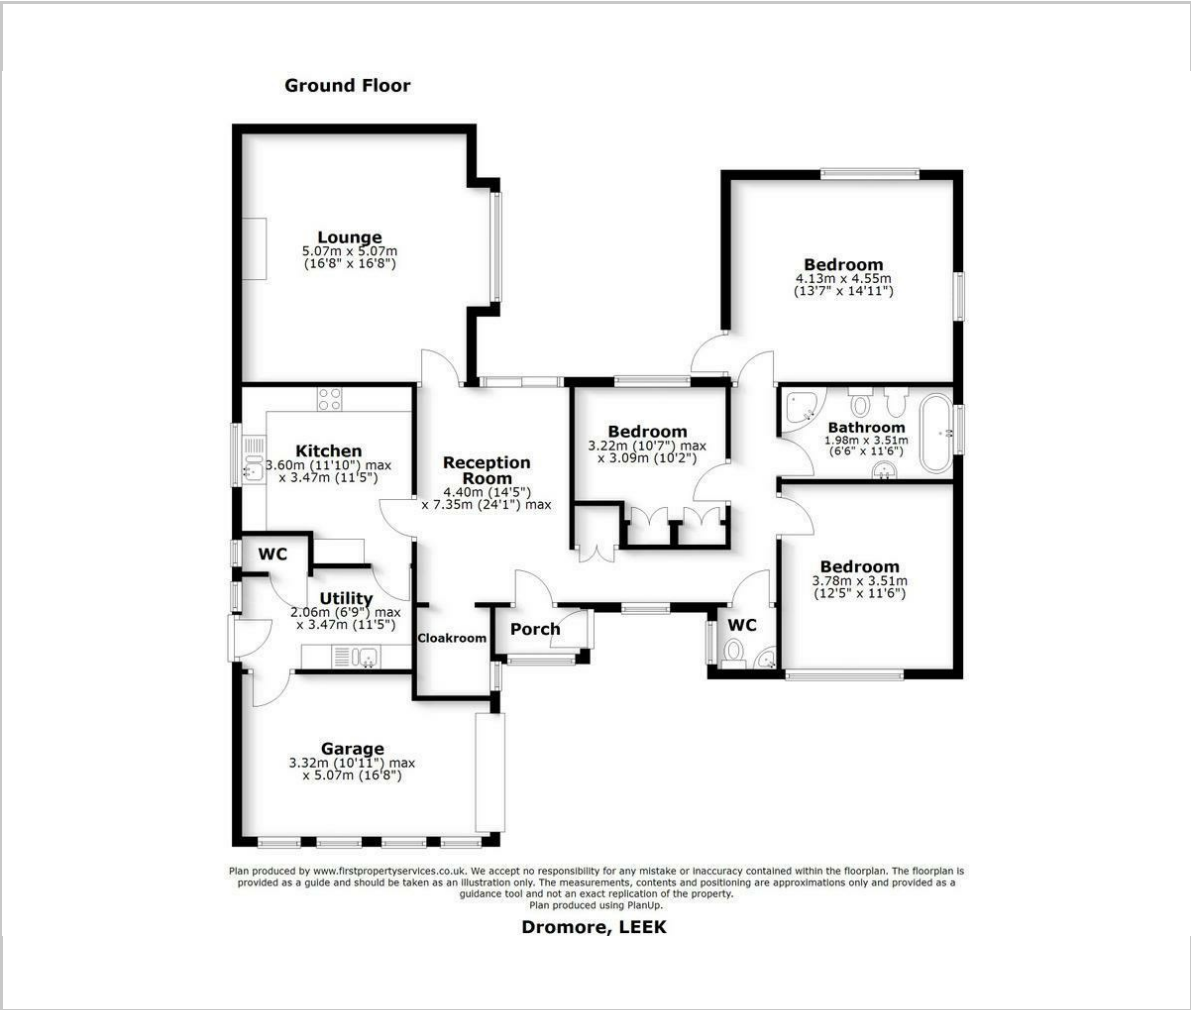 Ground Floor
Lounge
5.07m x 5.07m
(16'8" x 16'8")
Bedroom
4.13m x 4.55m
(13'7" x 14'11")
Kitchen
3.60m (11'10") max
x 3.47m (11'5")
Reception
Room
4.40m (14'5")
x 7.35m (24'1") max
Bedroom
3.22m (10'7") max
x 3.09m (10'2")
Bathroom
1.98m x 3.51m
(6'6" x 11'6")
WC
Utility
2.06m (6'9") max
x 3.47m (11'5")
Cloakroom
Porch
WC
Bedroom
3.78m x 3.51m
(12'5" x 11'6")
Garage
3.32m (10'11") max
x 5.07m (16'8")
Plan produced by www.firstpropertyservices.co.uk. We accept no responsibility for any mistake or inaccuracy contained within the floorplan. The floorplan is
provided as a guide and should be taken as an illustration only. The measurements, contents and positioning are approximations only and provided as a
guidance tool and not an exact replication of the property.
Plan produced using PlanUp.
Dromore, LEEK